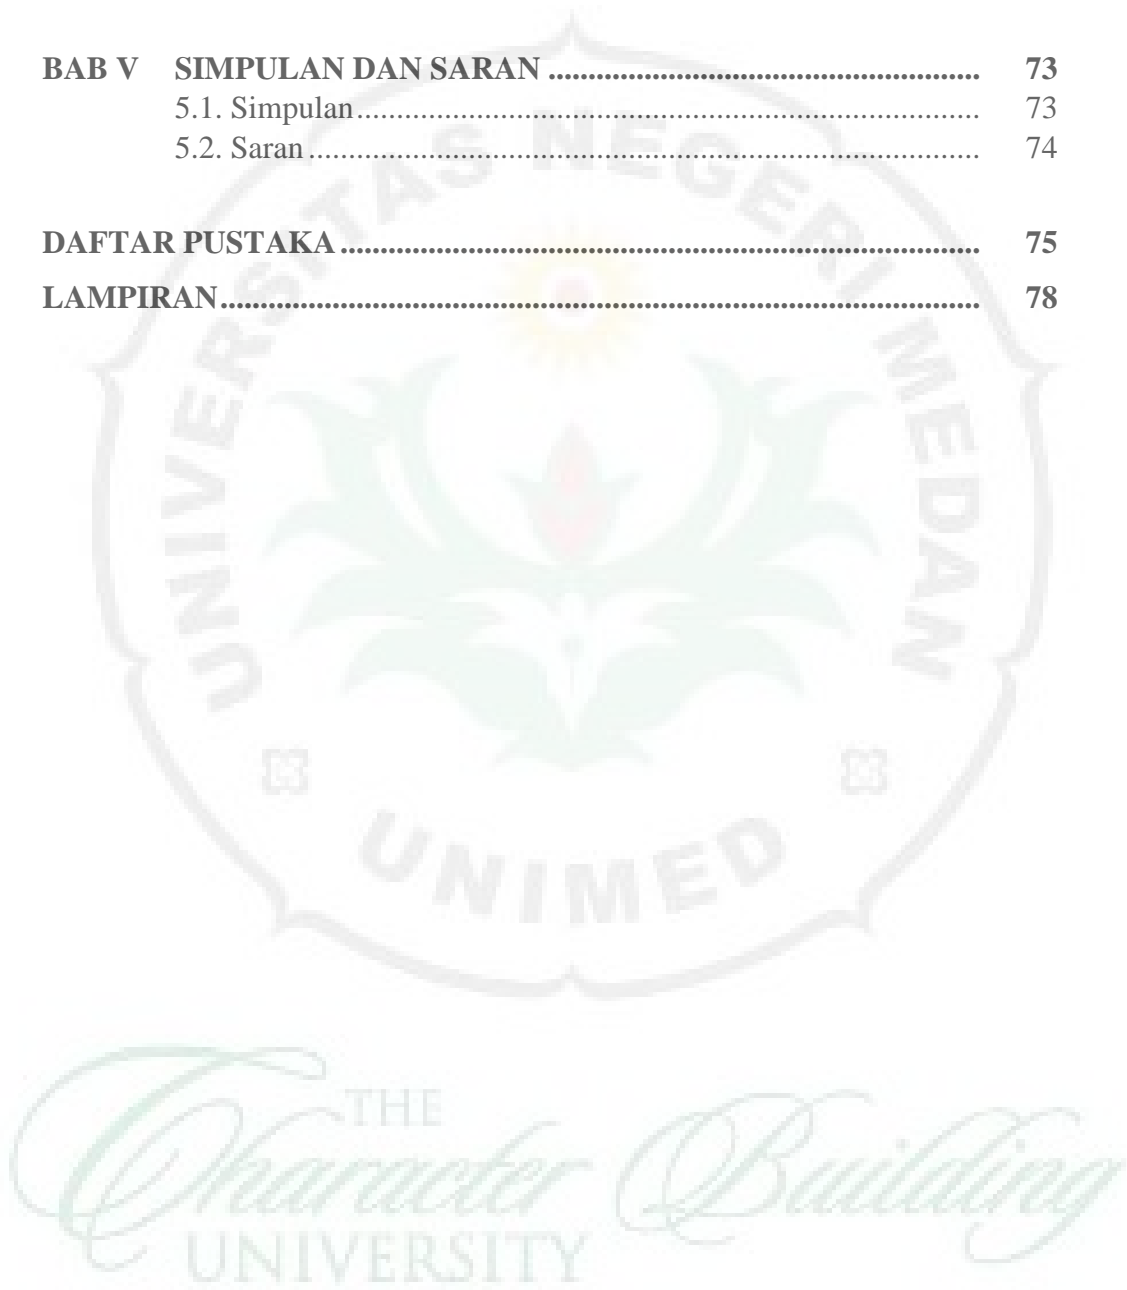 BAB V SIMPULAN DAN SARAN ........................................................ 73
5.1. Simpulan ................................................................................ 73
5.2. Saran ...................................................................................... 74
DAFTAR PUSTAKA ................................................................................... 75
LAMPIRAN .................................................................................................. 78
UNIVERSITAS NEGERI MEDAN
UNIMED
THE
Character Building
UNIVERSITY